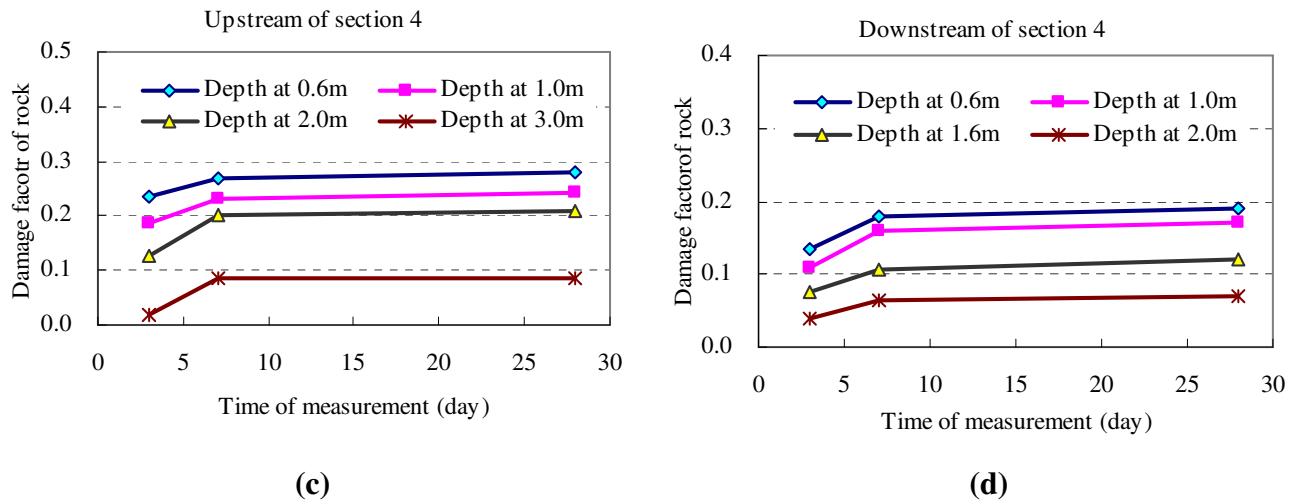 Upstream of section 4
0.5
0.4
0.3
0.2
0.1
0.0
Depth at 0.6m
Depth at 1.0m
Depth at 2.0m
Depth at 3.0m
Damage facotr of rock
0 5 10 15 20 25 30
Time of measurement (day)
(c)
Downstream of section 4
0.4
0.3
0.2
0.1
0.0
Depth at 0.6m
Depth at 1.0m
Depth at 1.6m
Depth at 2.0m
Damage factorof rock
0 5 10 15 20 25 30
Time of measurement (day)
(d)